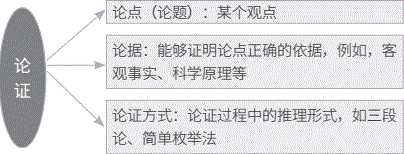 论证
论点（论题）：某个观点
论据：能够证明论点正确的依据，例如，客
观事实、科学原理等
论证方式：论证过程中的推理形式，如三段
论、简单枚举法